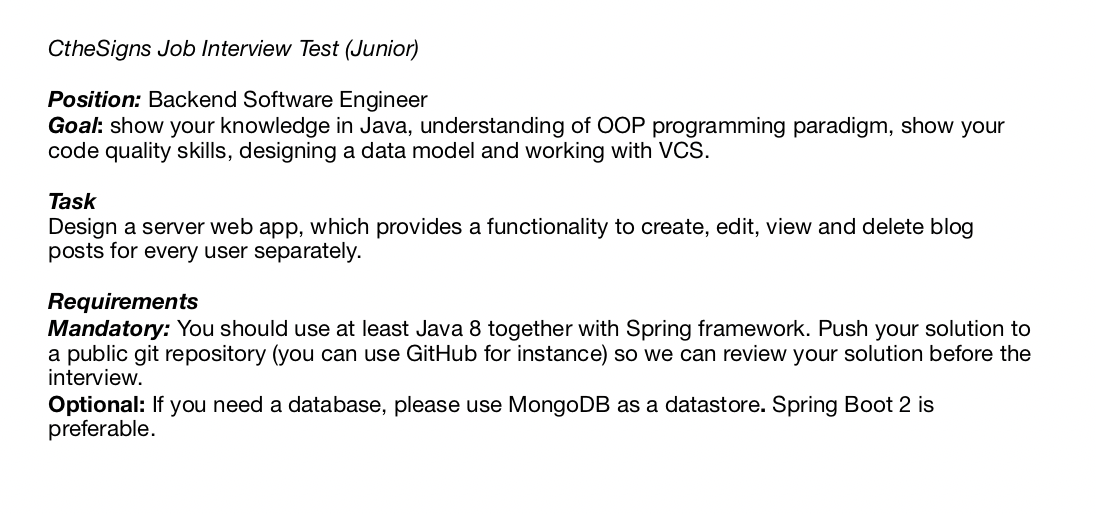 CtheSigns Job Interview Test (Junior)
Position: Backend Software Engineer
Goal: show your knowledge in Java, understanding of OOP programming paradigm, show your
code quality skills, designing a data model and working with VCS.
Task
Design a server web app, which provides a functionality to create, edit, view and delete blog
posts for every user separately.
Requirements
Mandatory: You should use at least Java 8 together with Spring framework. Push your solution to
a public git repository (you can use GitHub for instance) so we can review your solution before the
interview.
Optional: If you need a database, please use MongoDB as a datastore. Spring Boot 2 is
preferable.